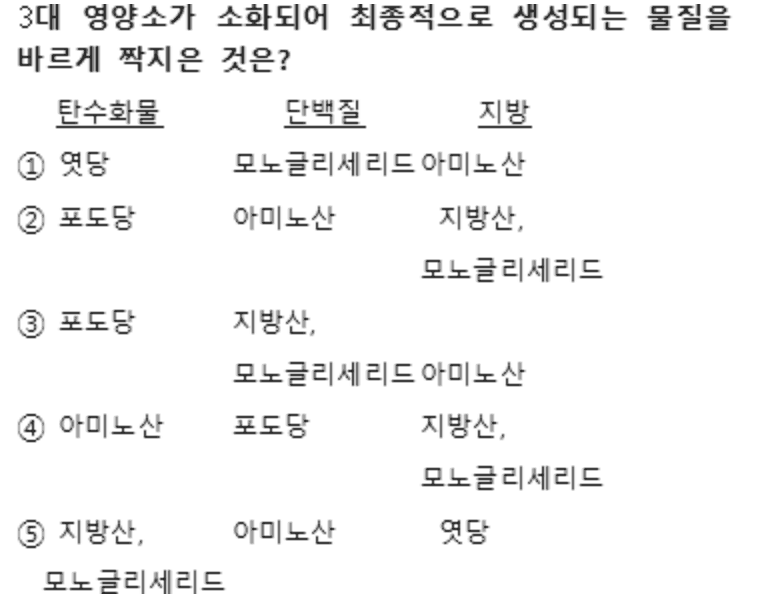 3대 영양소가 소화되어 최종적으로 생성되는 물질을
바르게 짝지은 것은?
탄수화물 단백질 지방
① 엿당 모노글리세리드 아미노산
② 포도당 아미노산 지방산,
모노글리세리드
③ 포도당 지방산,
모노글리세리드 아미노산
④ 아미노산 포도당 지방산,
모노글리세리드
⑤ 지방산, 아미노산 엿당
모노글리세리드